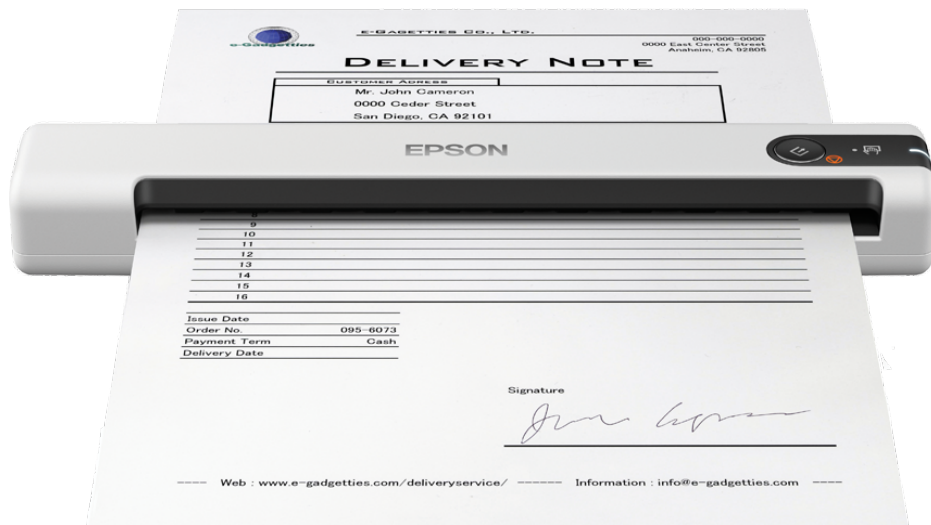 e-Gadgetties
E-GAGETTIES CO., LTD.
000-000-0000
0000 East Center Street
Anaheim, CA 92805
DELIVERY NOTE
CUSTOMER ADRESS
Mr. John Cameron
0000 Ceder Street
San Diego, CA 92101
EPSON
8
9
10
11
12
13
14
15
16
Issue Date
Order No. 095-6073
Payment Term Cash
Delivery Date
Signature
Web : www.e-gadgetties.com/deliveryservice/ Information : info@e-gadgetties.com